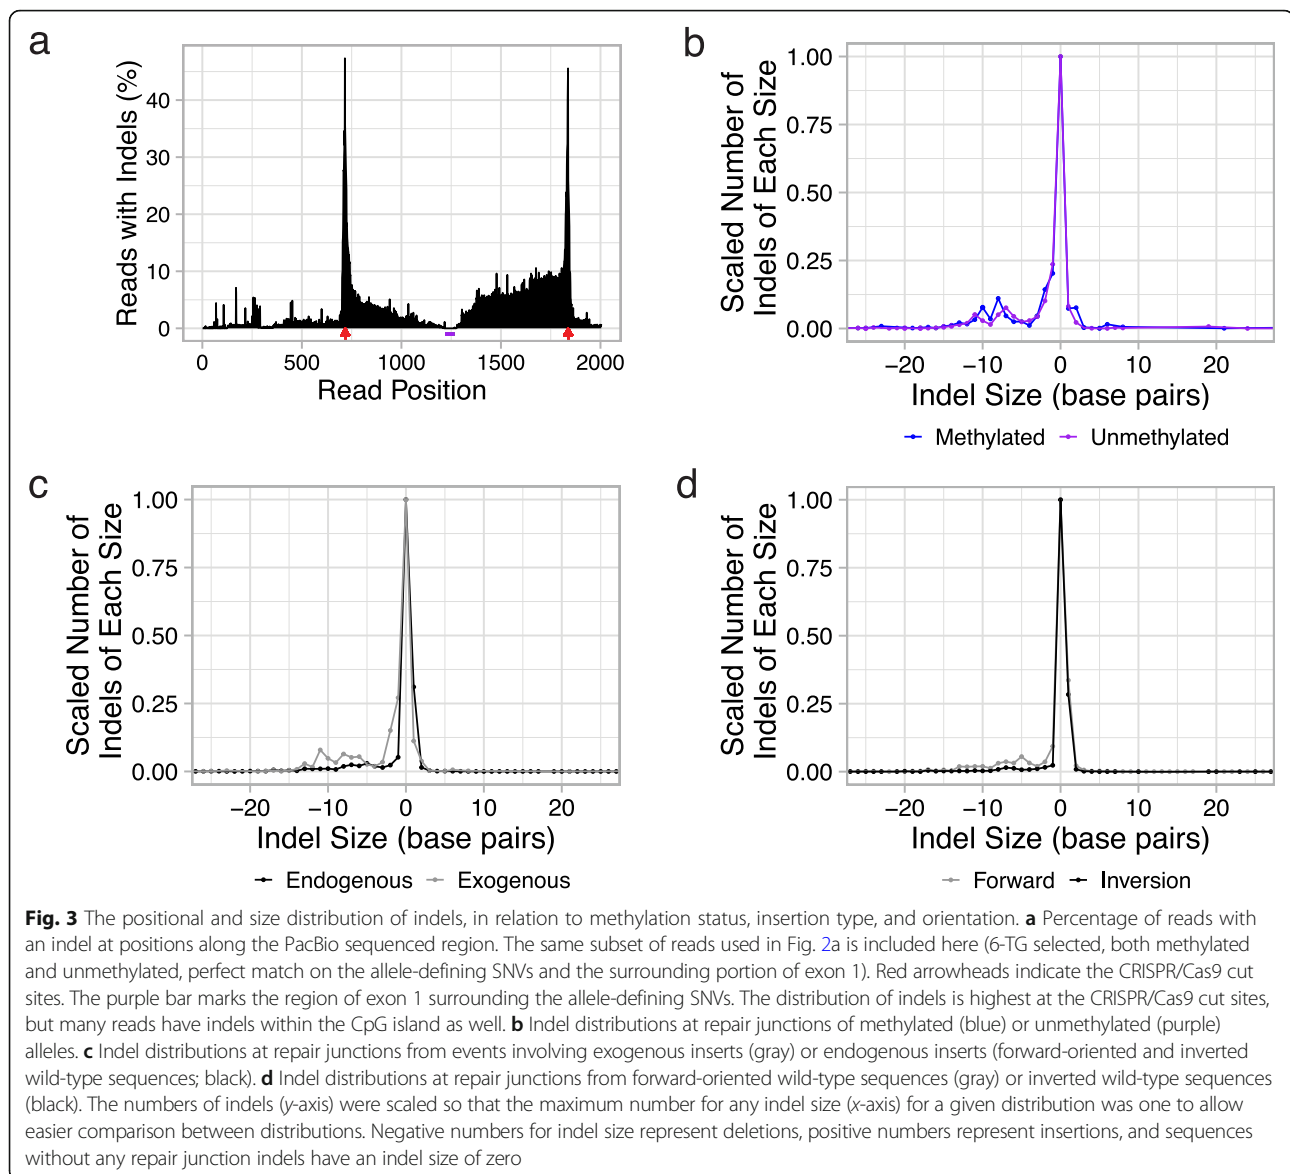 a
Reads with Indels (%)
40
30
20
10
0
0 500 1000 1500 2000
Read Position
b
Scaled Number of
Indels of Each Size
1.00
0.75
0.50
0.25
0.00
−20 −10 0 10 20
Indel Size (base pairs)
Methylated Unmethylated
c
Scaled Number of
Indels of Each Size
1.00
0.75
0.50
0.25
0.00
−20 −10 0 10 20
Indel Size (base pairs)
Endogenous Exogenous
d
Scaled Number of
Indels of Each Size
1.00
0.75
0.50
0.25
0.00
−20 −10 0 10 20
Indel Size (base pairs)
Forward Inversion
Fig. 3 The positional and size distribution of indels, in relation to methylation status, insertion type, and orientation. a Percentage of reads with
an indel at positions along the PacBio sequenced region. The same subset of reads used in Fig. 2a is included here (6-TG selected, both methylated
and unmethylated, perfect match on the allele-defining SNVs and the surrounding portion of exon 1). Red arrowheads indicate the CRISPR/Cas9 cut
sites. The purple bar marks the region of exon 1 surrounding the allele-defining SNVs. The distribution of indels is highest at the CRISPR/Cas9 cut sites,
but many reads have indels within the CpG island as well. b Indel distributions at repair junctions of methylated (blue) or unmethylated (purple)
alleles. c Indel distributions at repair junctions from events involving exogenous inserts (gray) or endogenous inserts (forward-oriented and inverted
wild-type sequences; black). d Indel distributions at repair junctions from forward-oriented wild-type sequences (gray) or inverted wild-type sequences
(black). The numbers of indels (y-axis) were scaled so that the maximum number for any indel size (x-axis) for a given distribution was one to allow
easier comparison between distributions. Negative numbers for indel size represent deletions, positive numbers represent insertions, and sequences
without any repair junction indels have an indel size of zero